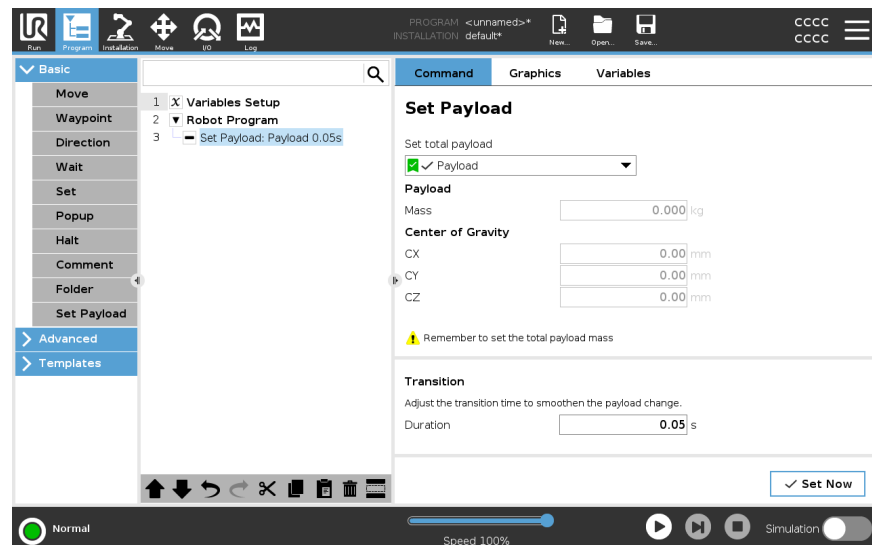 PROGRAM <unnamed>*
INSTALLATION default*
UR
Run
Program
Installation
Move
I/O
Log
New...
Open...
Save...
CCCC
CCCC
Basic
Move
Waypoint
Direction
Wait
Set
Popup
Halt
Comment
Folder
Set Payload
Advanced
Templates
1 X Variables Setup
2 Robot Program
3 Set Payload: Payload 0.05s
Command Graphics Variables
Set Payload
Set total payload
Payload
Payload
Mass 0.000 kg
Center of Gravity
CX 0.00 mm
CY 0.00 mm
CZ 0.00 mm
Remember to set the total payload mass
Transition
Adjust the transition time to smoothen the payload change.
Duration 0.05 s
Set Now
Normal
Speed 100%
Simulation